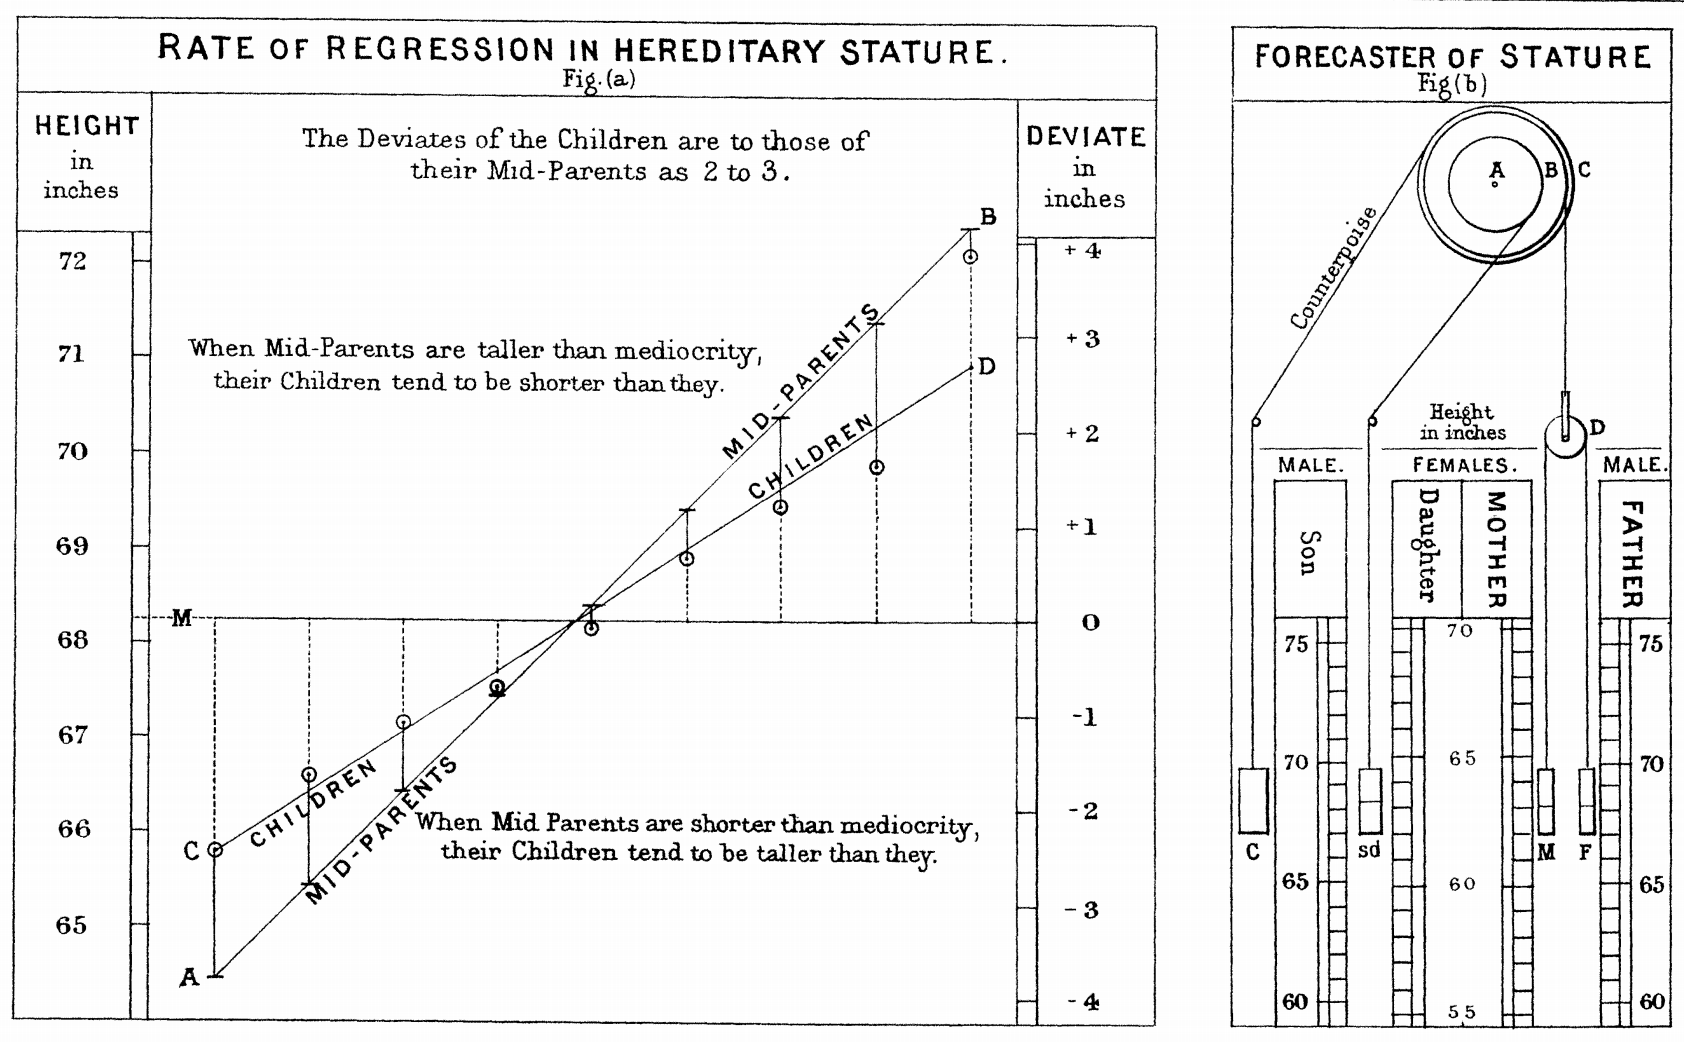 RATE OF REGRESSION IN HEREDITARY STATURE.
Fig.(a)
HEIGHT
in
inches
The Deviates of the Children are to those of
their Mid-Parents as 2 to 3.
DEVIATE
in
inches
72
71
70
69
68
67
66
65
When Mid-Parents are taller than mediocrity,
their Children tend to be shorter than they.
MID-PARENTS
CHILDREN
B
D
M
C
A
CHILDREN
MID-PARENTS
When Mid Parents are shorter than mediocrity,
their Children tend to be taller than they.
+4
+3
+2
+1
0
-1
-2
-3
-4
FORECASTER OF STATURE
Fig(b)
A B C
Counterpoise
Height
in inches
D
MALE.
FEMALES.
MALE.
Son
Daughter
MOTHER
FATHER
75
70
65
60
70
65
60
55
75
70
65
60
C
sd
M F